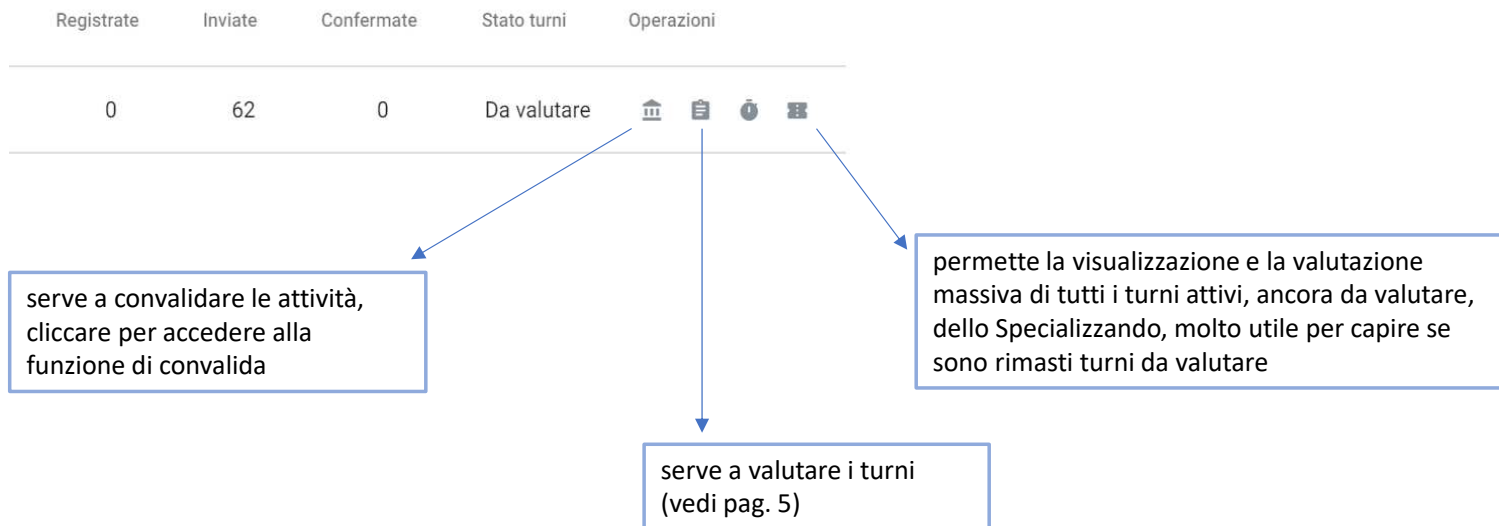 Registrate Inviate Confermate Stato turni Operazioni
0 62 0 Da valutare
serve a convalidare le attività,
cliccare per accedere alla
funzione di convalida
permette la visualizzazione e la valutazione
massiva di tutti i turni attivi, ancora da valutare,
dello Specializzando, molto utile per capire se
sono rimasti turni da valutare
serve a valutare i turni
(vedi pag. 5)